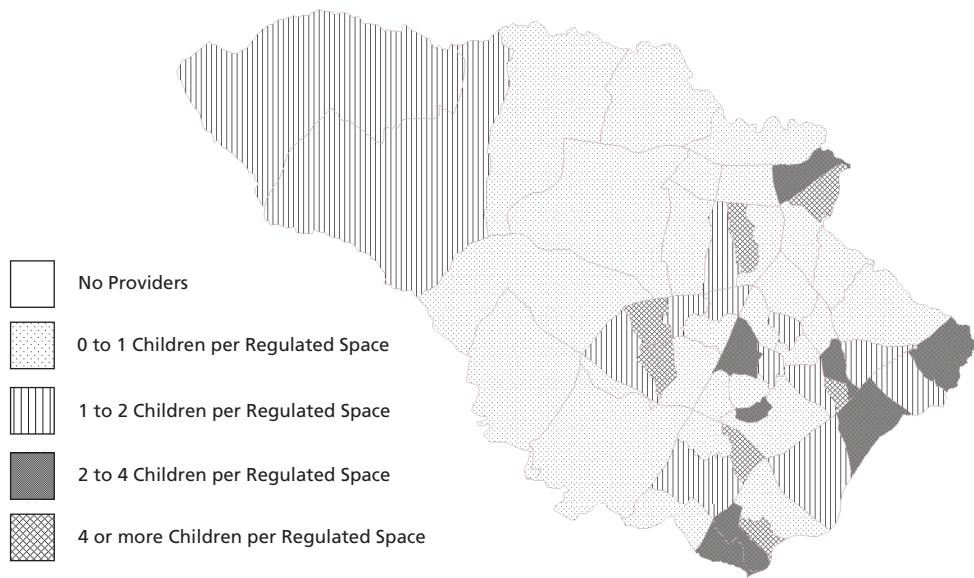 No Providers
0 to 1 Children per Regulated Space
1 to 2 Children per Regulated Space
2 to 4 Children per Regulated Space
4 or more Children per Regulated Space